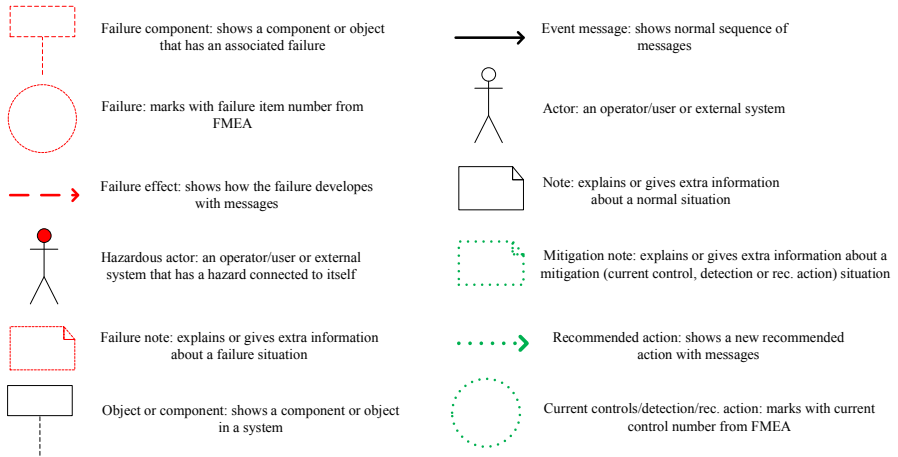 Failure component: shows a component or object
that has an associated failure
Failure: marks with failure item number from
FMEA
Failure effect: shows how the failure developes
with messages
Hazardous actor: an operator/user or external
system that has a hazard connected to itself
Failure note: explains or gives extra information
about a failure situation
Object or component: shows a component or object
in a system
Event message: shows normal sequence of
messages
Actor: an operator/user or external system
Note: explains or gives extra information
about a normal situation
Mitigation note: explains or gives extra information about a
mitigation (current control, detection or rec. action) situation
Recommended action: shows a new recommended
action with messages
Current controls/detection/rec. action: marks with current
control number from FMEA